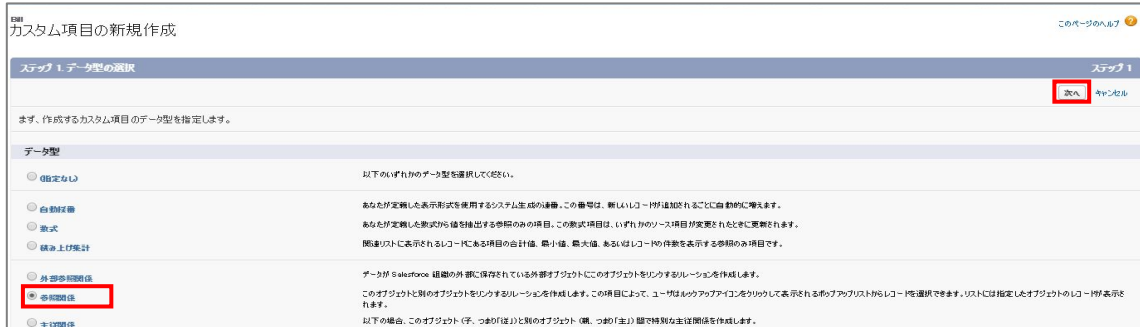 Bill
カスタム項目の新規作成
このページのヘルプ
ステップ 1. データ型の選択
ステップ 1
次へ キャンセル
まず、作成するカスタム項目のデータ型を指定します。
データ型
(指定なし) 以下のいずれかのデータ型を選択してください。
自動採番 あなたが定義した表示形式を使用するシステム生成の連番。この番号は、新しいレコードが追加されるごとに自動的に増えます。
数式 あなたが定義した数式から値を抽出する参照のみの項目。この数式項目は、いずれかのソース項目が変更されたときに更新されます。
積み上げ集計 関連リストに表示されるレコードにある項目の合計値、最小値、最大値、あるいはレコードの件数を表示する参照のみ項目です。
外部参照関係 データが Salesforce 組織の外部に保存されている外部オブジェクトにこのオブジェクトをリンクするリレーションを作成します。
参照関係 このオブジェクトと別のオブジェクトをリンクするリレーションを作成します。この項目によって、ユーザはルックアップアイコンをクリックして表示されるポップアップリストからレコードを選択できます。リストには指定したオブジェクトのレコードが表示さ
れます。
主従関係 以下の場合、このオブジェクト (子、つまり「従」) と別のオブジェクト (親、つまり「主」) 間で特別な主従関係を作成します。